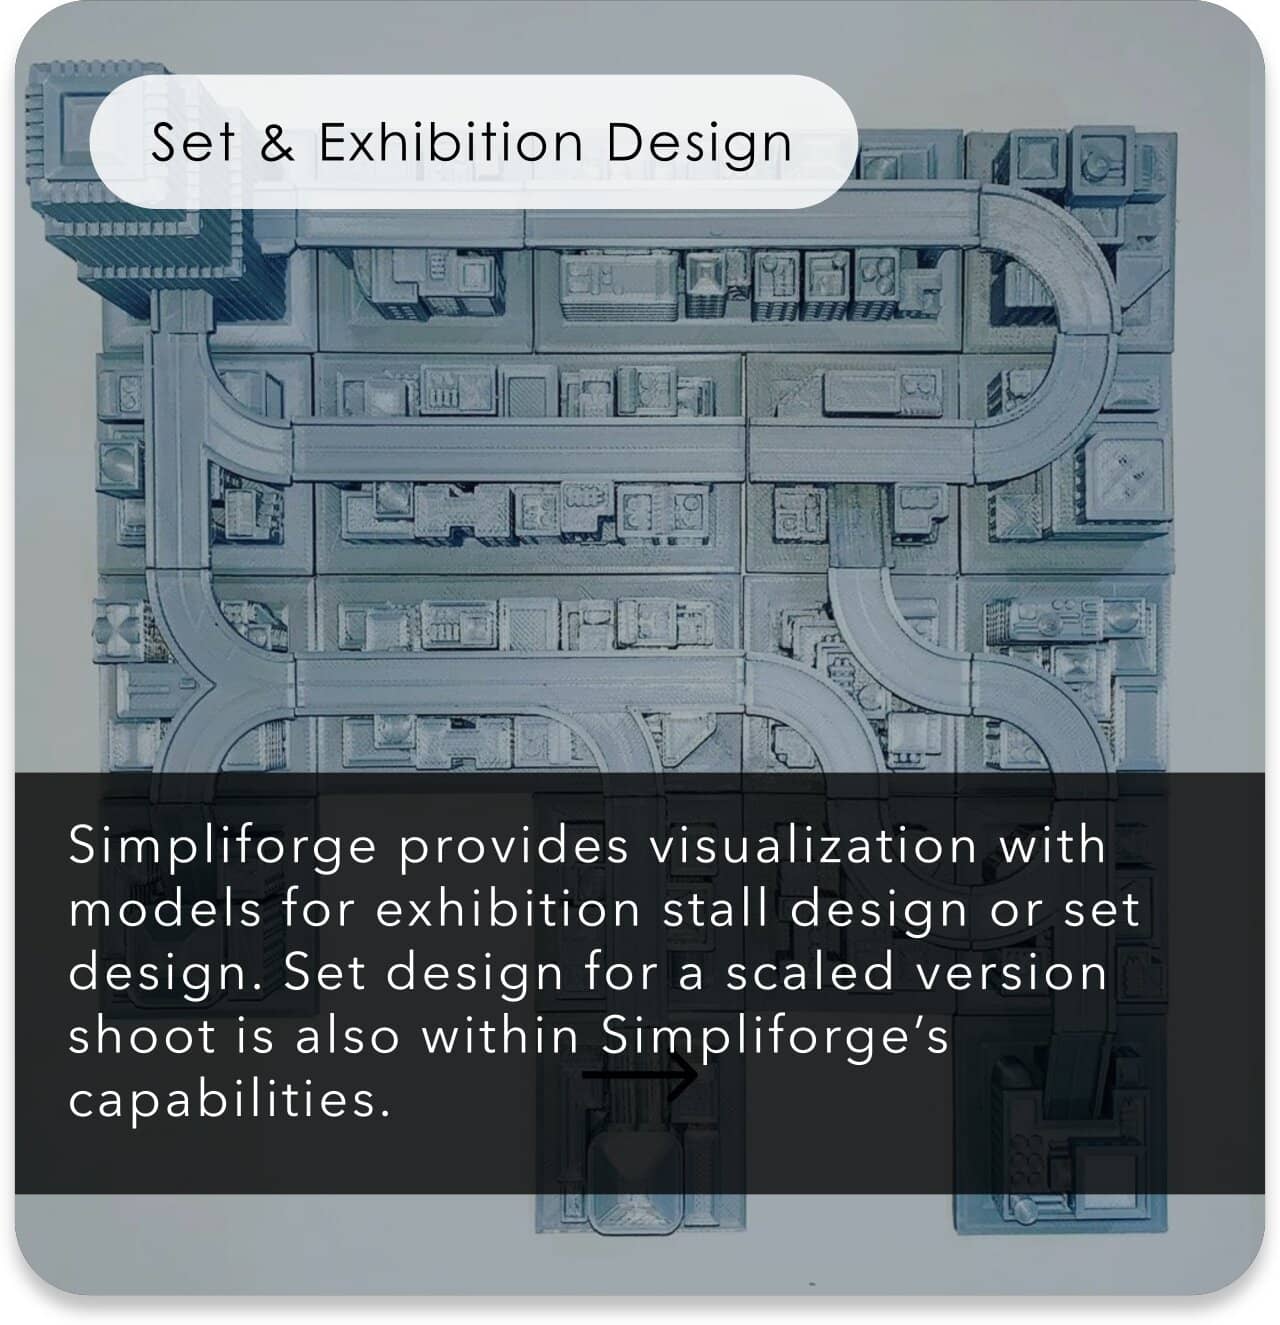 Set & Exhibition Design
Simpliforge provides visualization with
models for exhibition stall design or set
design. Set design for a scaled version
shoot is also within Simpliforge’s
capabilities.